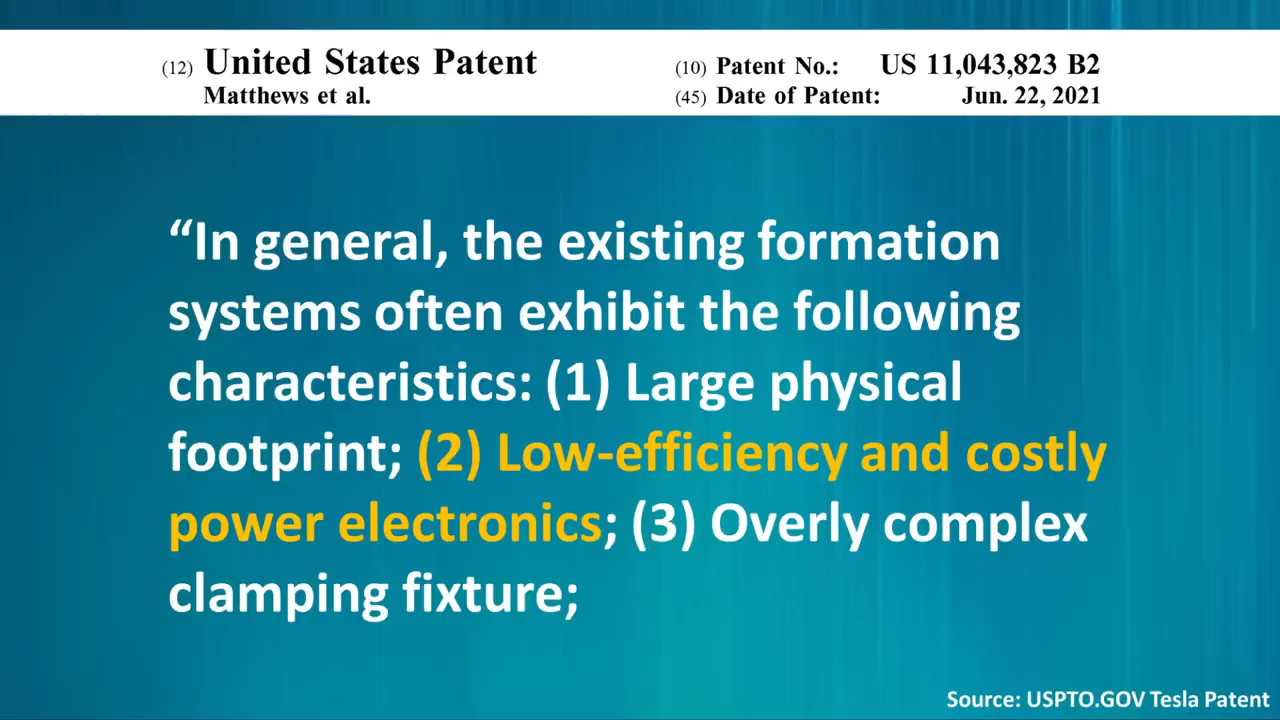 (12) United States Patent
Matthews et al.
(10) Patent No.: US 11,043,823 B2
(45) Date of Patent: Jun. 22, 2021
“In general, the existing formation
systems often exhibit the following
characteristics: (1) Large physical
footprint; (2) Low-efficiency and costly
power electronics; (3) Overly complex
clamping fixture;
Source: USPTO.GOV Tesla Patent